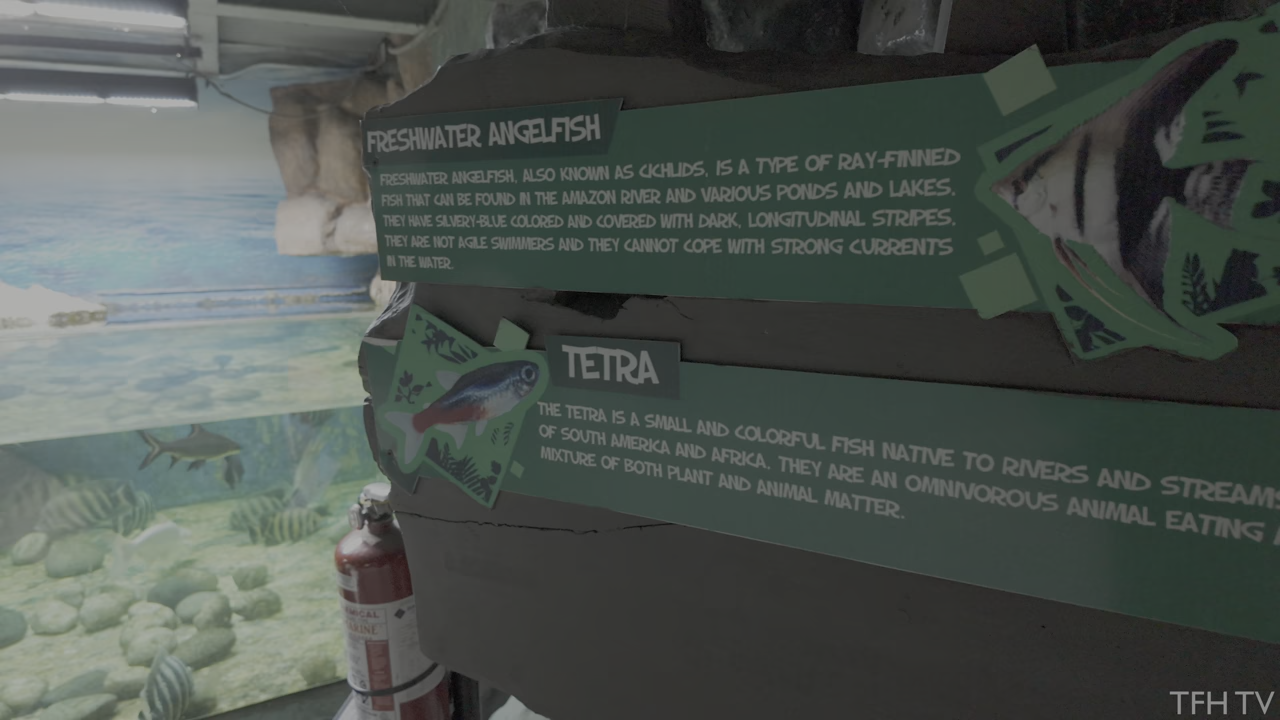 FRESHWATER ANGELFISH
FRESHWATER ANGELFISH, ALSO KNOWN AS CICHLIDS, IS A TYPE OF RAY-FINNED
FISH THAT CAN BE FOUND IN THE AMAZON RIVER AND VARIOUS PONDS AND LAKES.
THEY HAVE SILVERY-BLUE COLORED AND COVERED WITH DARK, LONGITUDINAL STRIPES.
THEY ARE NOT AGILE SWIMMERS AND THEY CANNOT COPE WITH STRONG CURRENTS
IN THE WATER.
TETRA
THE TETRA IS A SMALL AND COLORFUL FISH NATIVE TO RIVERS AND STREAMS
OF SOUTH AMERICA AND AFRICA. THEY ARE AN OMNIVOROUS ANIMAL EATING
MIXTURE OF BOTH PLANT AND ANIMAL MATTER.
TFH TV